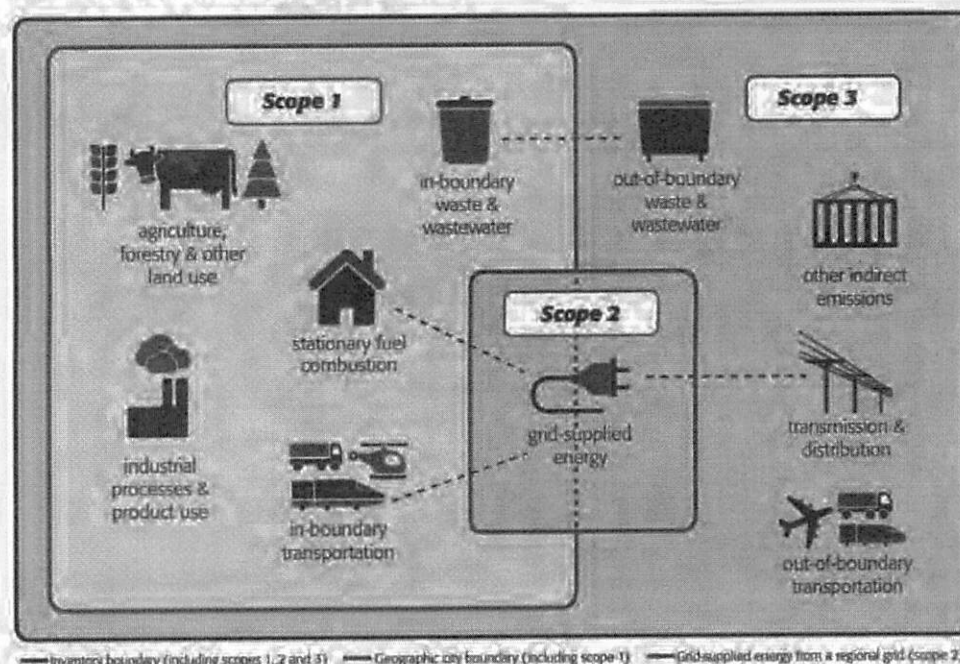 Scope 1
agriculture,
forestry & other
land use
in-boundary
waste &
wastewater
stationary fuel
combustion
industrial
processes &
product use
in-boundary
transportation
Scope 2
grid-supplied
energy
Scope 3
out-of-boundary
waste &
wastewater
other indirect
emissions
transmission &
distribution
out-of-boundary
transportation
Inventory boundary (including scopes 1, 2 and 3) Geographic city boundary (including scope 1) Grid-supplied energy from a regional grid (scope 2)